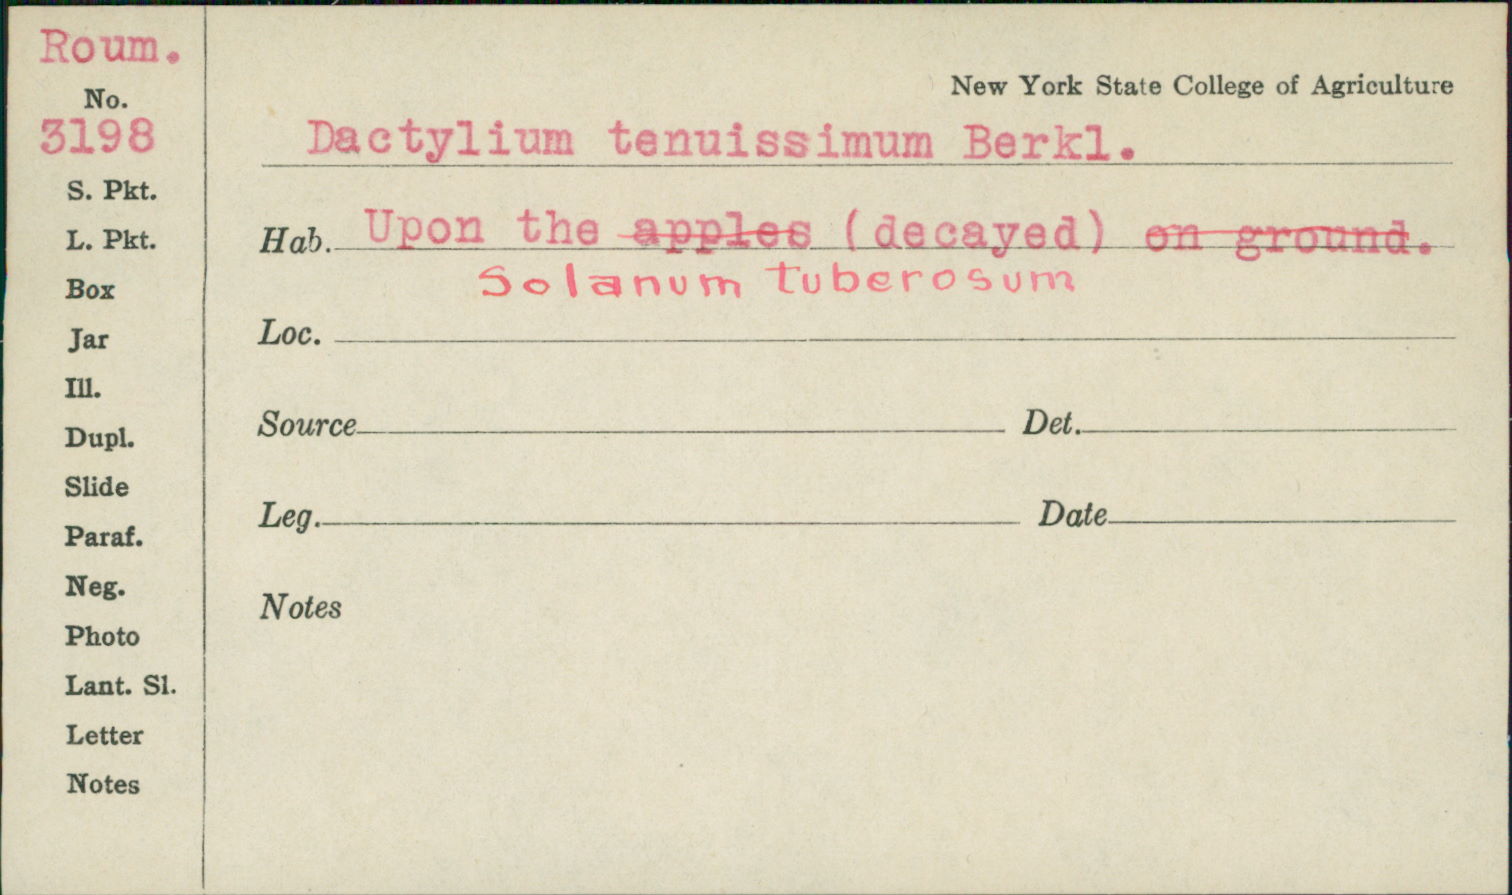 Roum.
No.
3198
S. Pkt.
L. Pkt.
Box
Jar
Ill.
Dupl.
Slide
Paraf.
Neg.
Photo
Lant. Sl.
Letter
Notes
New York State College of Agriculture
Dactylium tenuissimum Berkl.
Hab. Upon the apples (decayed) on ground.
Solanum tuberosum
Loc.
Source Det.
Leg. Date
Notes